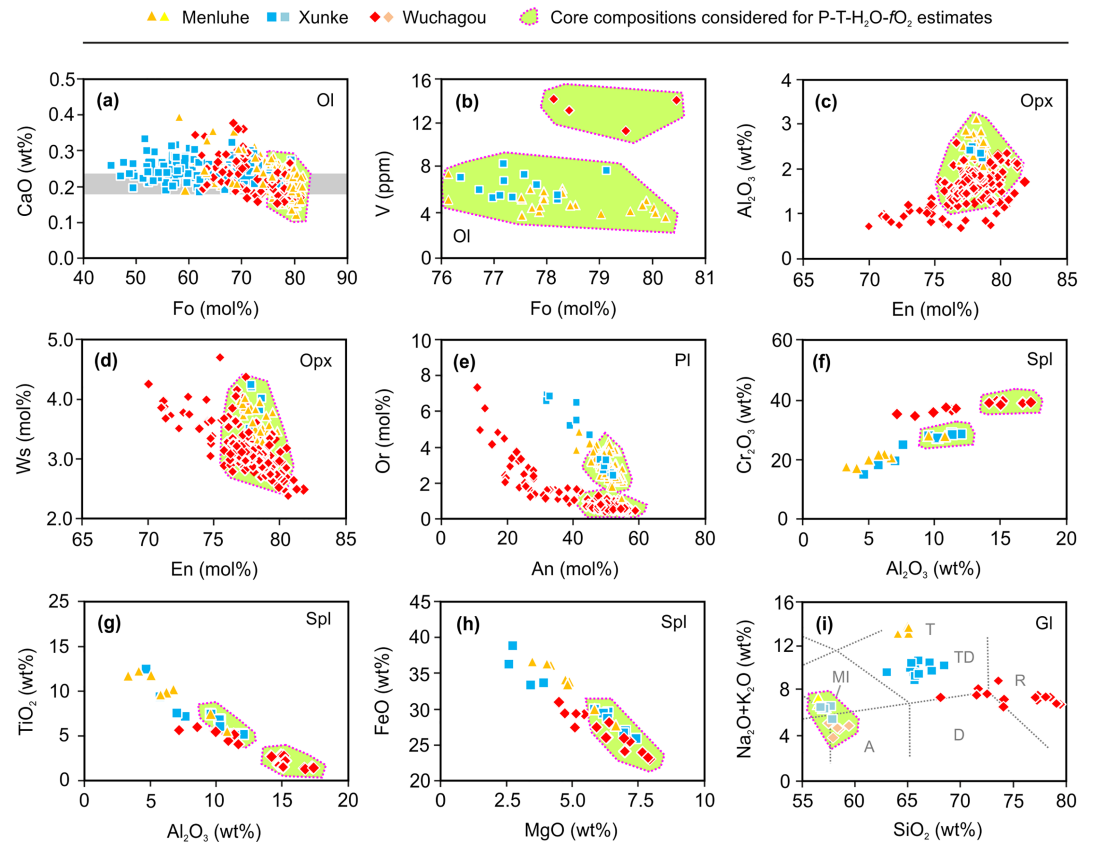 Menluhe Xunke Wuchagou Core compositions considered for P-T-H₂O-fO₂ estimates
(a) Ol
CaO (wt%)
0.5
0.4
0.3
0.2
0.1
0.0
40 50 60 70 80 90
Fo (mol%)
(b)
Ol
V (ppm)
16
12
8
4
0
76 77 78 79 80 81
Fo (mol%)
(c) Opx
Al₂O₃ (wt%)
4
3
2
1
0
65 70 75 80 85
En (mol%)
(d) Opx
Ws (mol%)
5.0
4.0
3.0
2.0
65 70 75 80 85
En (mol%)
(e) Pl
Or (mol%)
10
8
6
4
2
0
0 20 40 60 80
An (mol%)
(f) Spl
Cr₂O₃ (wt%)
60
40
20
0
0 5 10 15 20
Al₂O₃ (wt%)
(g) Spl
TiO₂ (wt%)
25
15
10
5
0
0 5 10 15 20
Al₂O₃ (wt%)
(h) Spl
FeO (wt%)
45
40
35
30
25
20
0 2.5 5.0 7.5 10
MgO (wt%)
(i) Gl
T
TD
MI
R
A
D
Na₂O+K₂O (wt%)
16
12
8
4
0
55 60 65 70 75 80
SiO₂ (wt%)